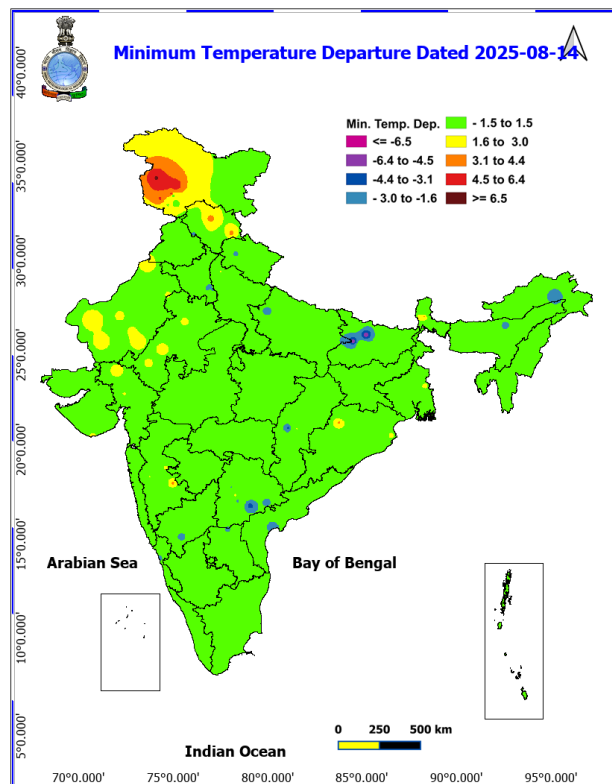 Minimum Temperature Departure Dated 2025-08-14
Min. Temp. Dep.
<= -6.5
-6.4 to -4.5
-4.4 to -3.1
- 3.0 to -1.6
- 1.5 to 1.5
1.6 to 3.0
3.1 to 4.4
4.5 to 6.4
>= 6.5
40°0.000'
35°0.000'
30°0.000'
25°0.000'
20°0.000'
15°0.000'
10°0.000'
5°0.000'
Arabian Sea
Bay of Bengal
Indian Ocean
0 250 500 km
70°0.000' 75°0.000' 80°0.000' 85°0.000' 90°0.000' 95°0.000'